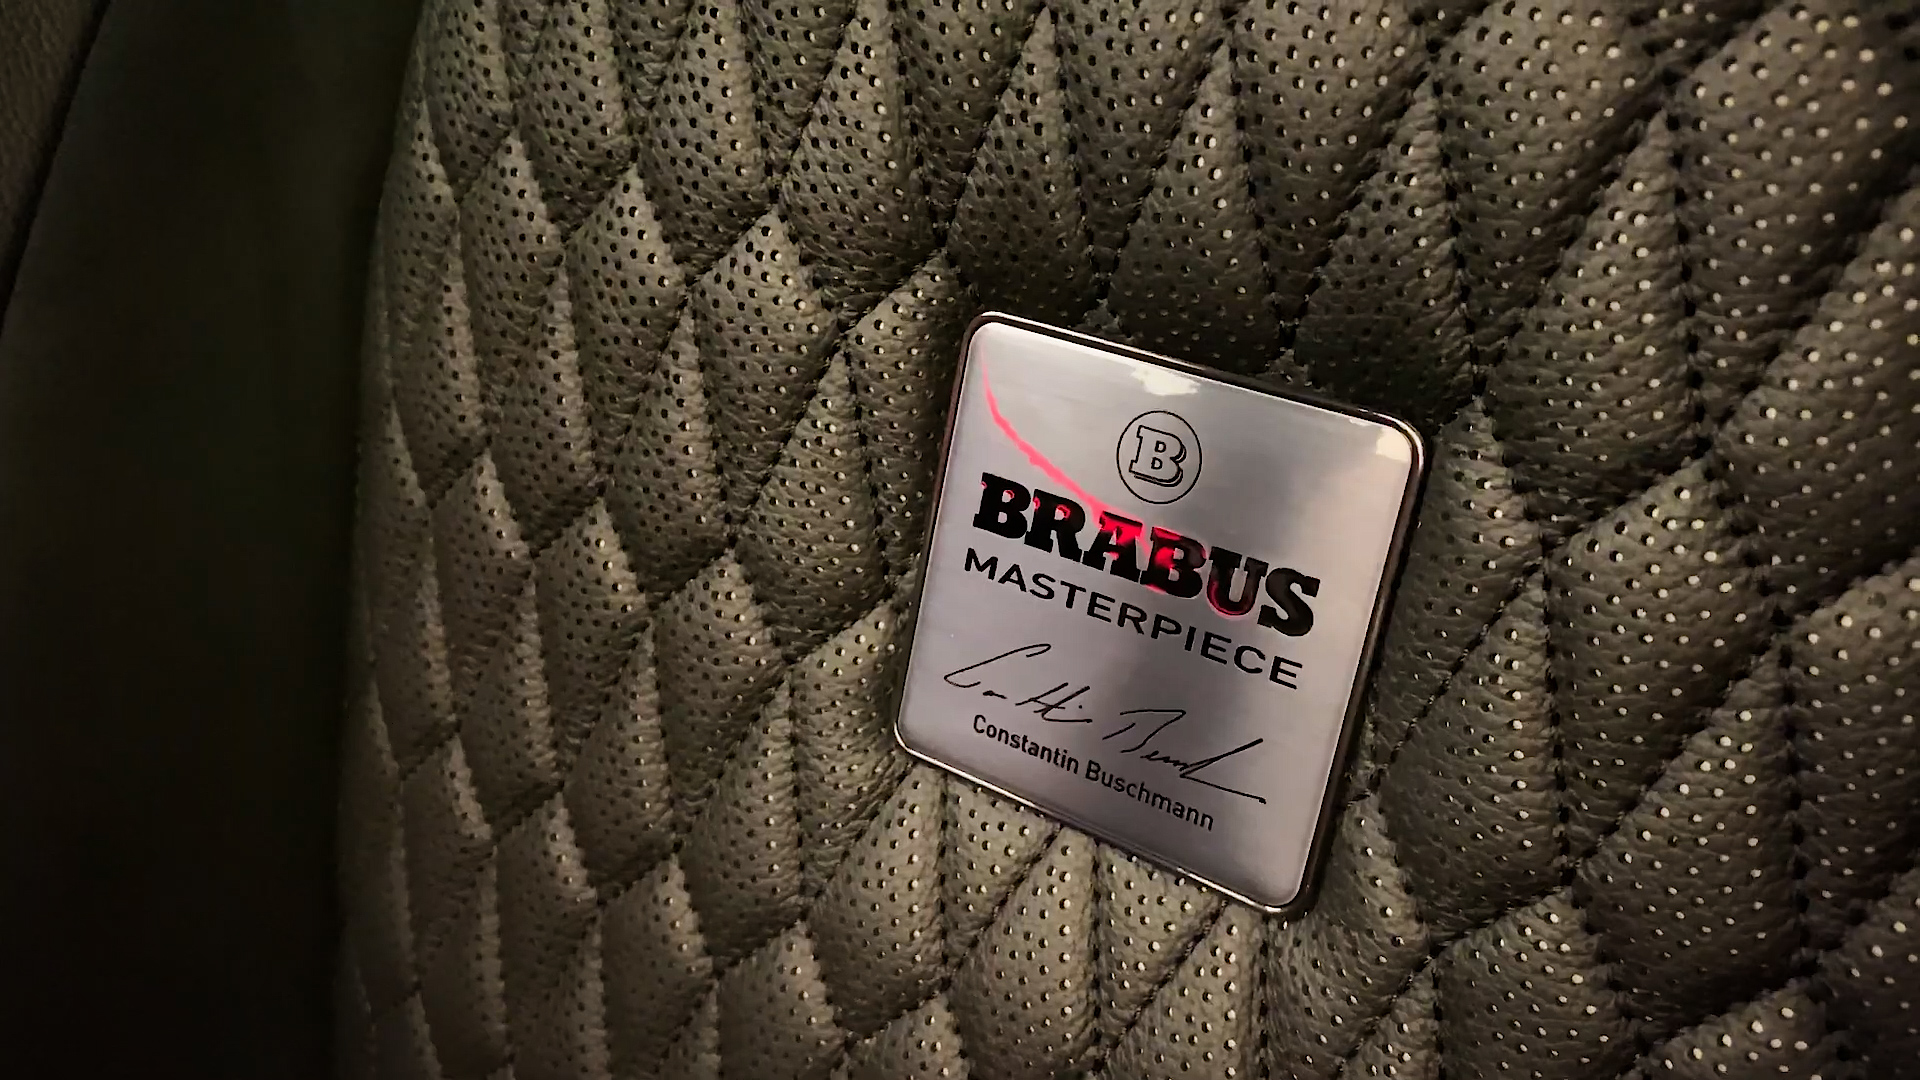 B
BRABUS
MASTERPIECE
Constantin Buschmann